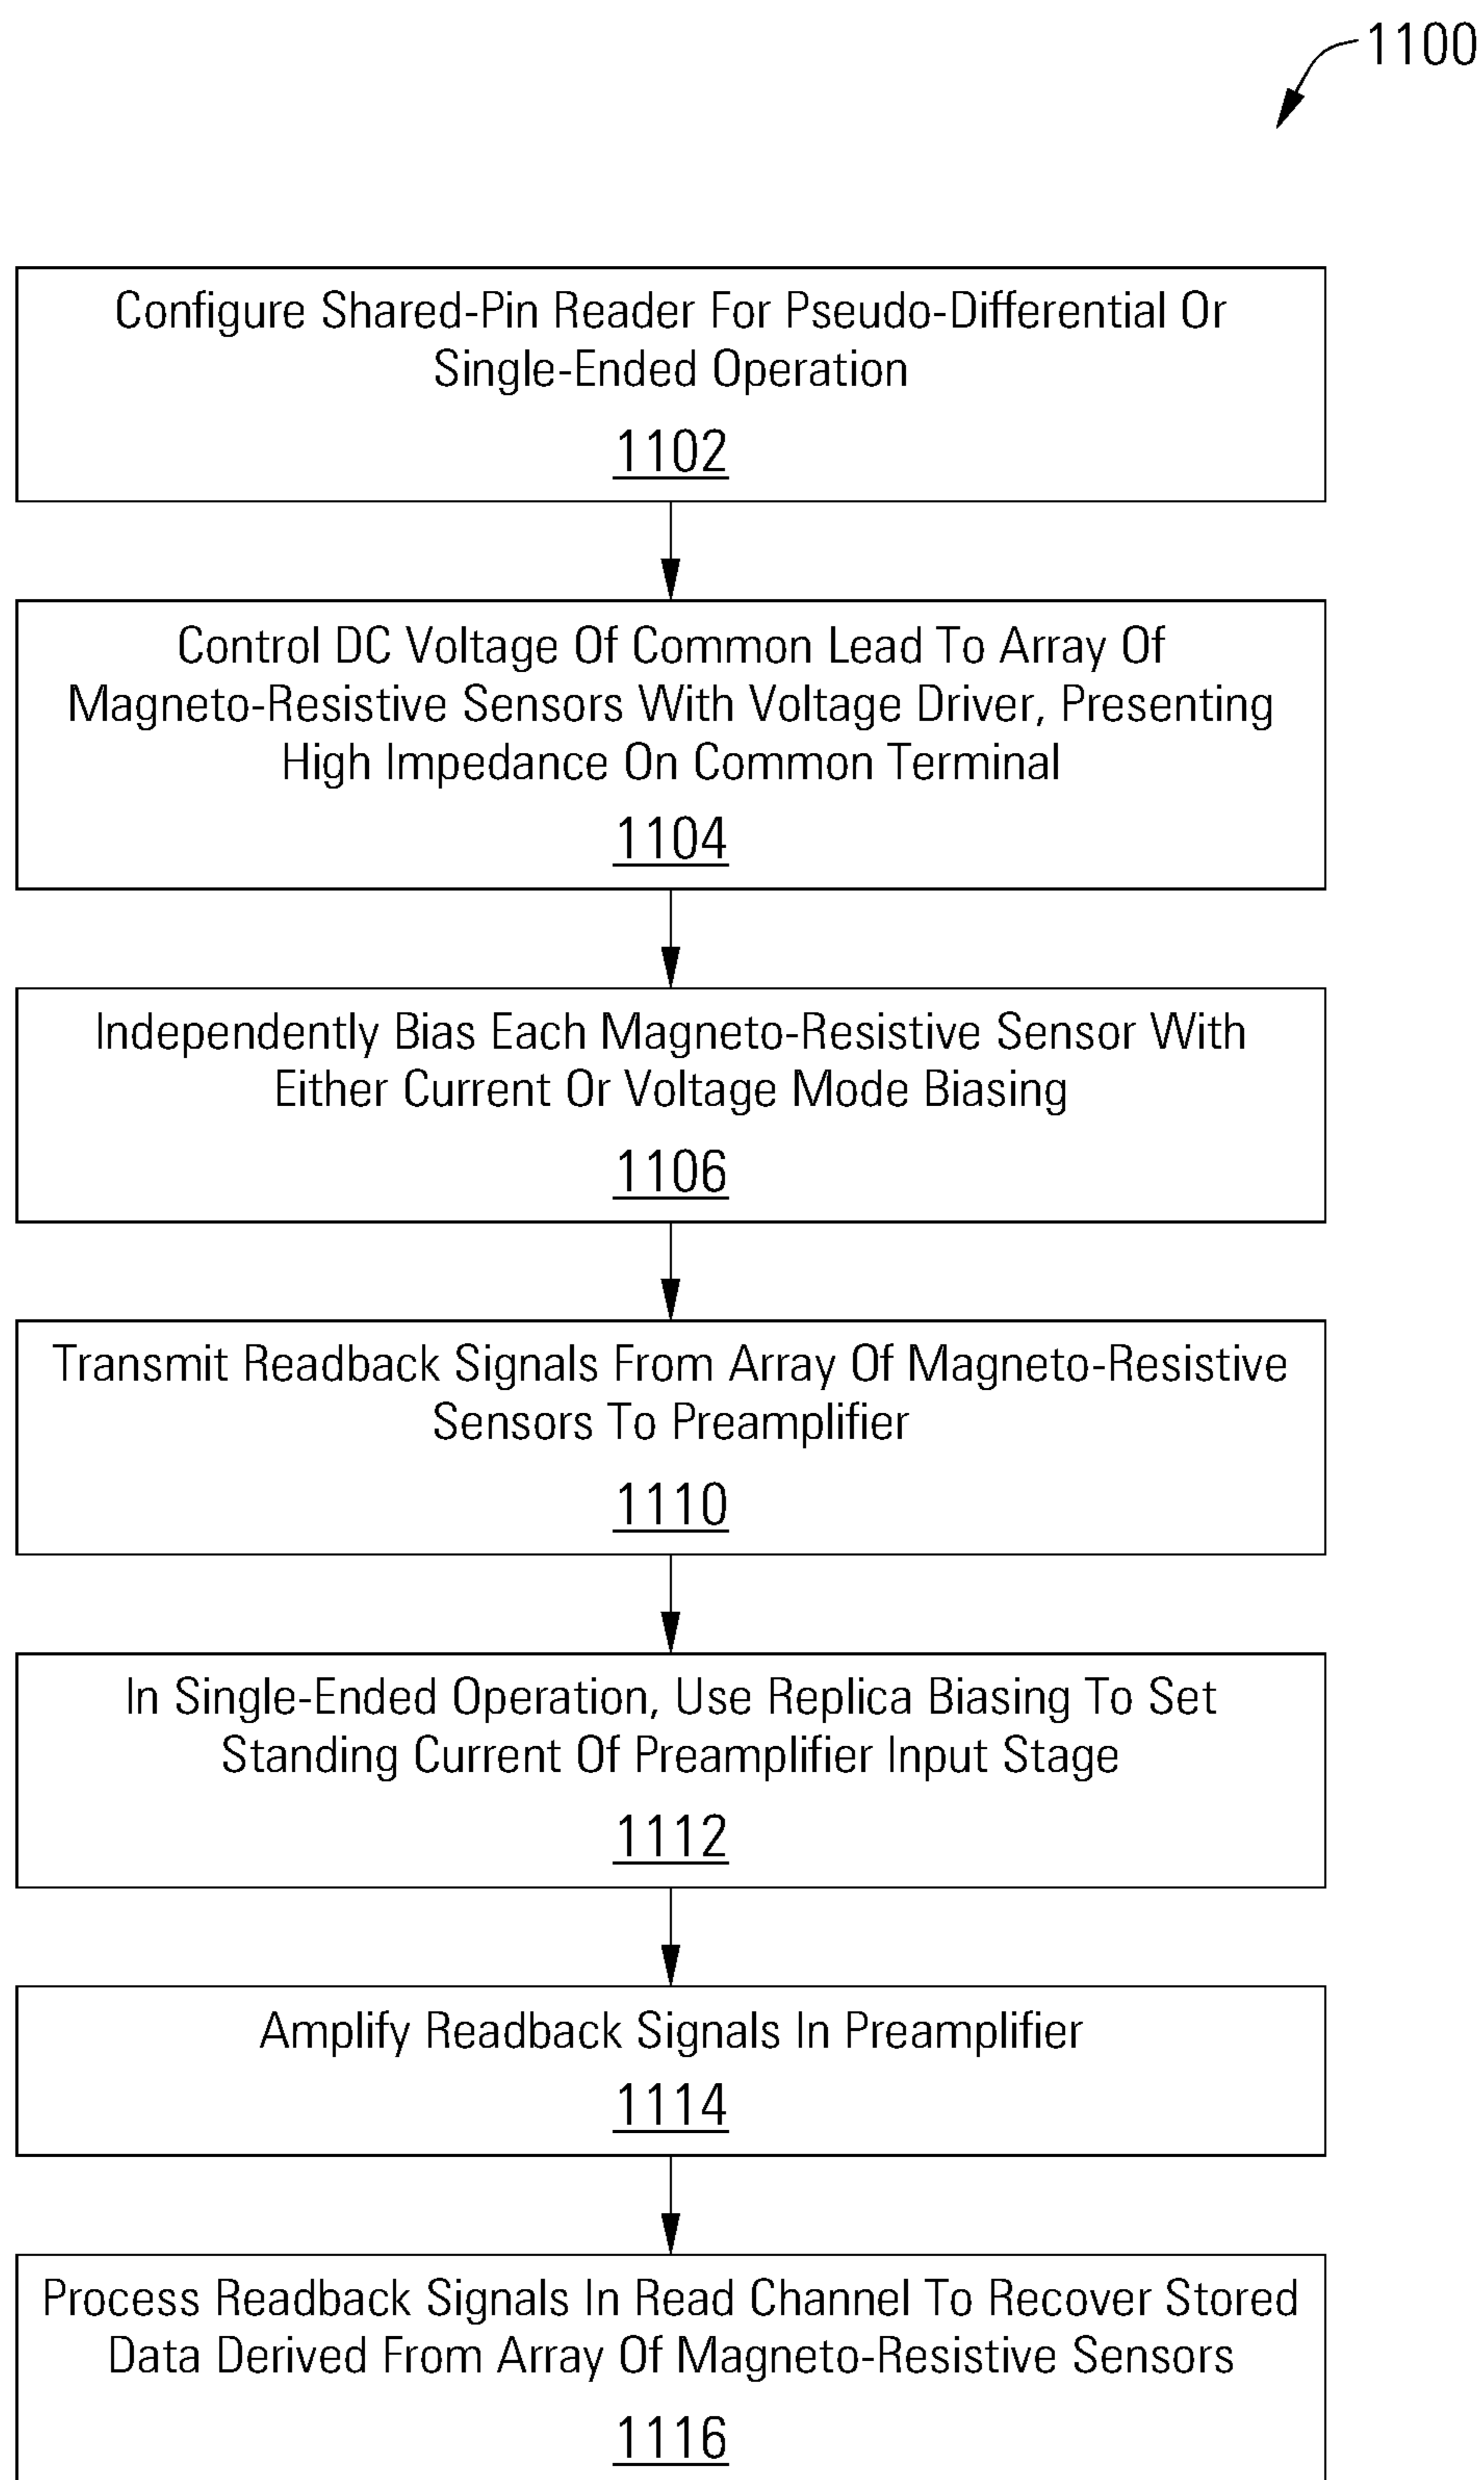 1100
Configure Shared-Pin Reader For Pseudo-Differential Or
Single-Ended Operation
1102
Control DC Voltage Of Common Lead To Array Of
Magneto-Resistive Sensors With Voltage Driver, Presenting
High Impedance On Common Terminal
1104
Independently Bias Each Magneto-Resistive Sensor With
Either Current Or Voltage Mode Biasing
1106
Transmit Readback Signals From Array Of Magneto-Resistive
Sensors To Preamplifier
1110
In Single-Ended Operation, Use Replica Biasing To Set
Standing Current Of Preamplifier Input Stage
1112
Amplify Readback Signals In Preamplifier
1114
Process Readback Signals In Read Channel To Recover Stored
Data Derived From Array Of Magneto-Resistive Sensors
1116